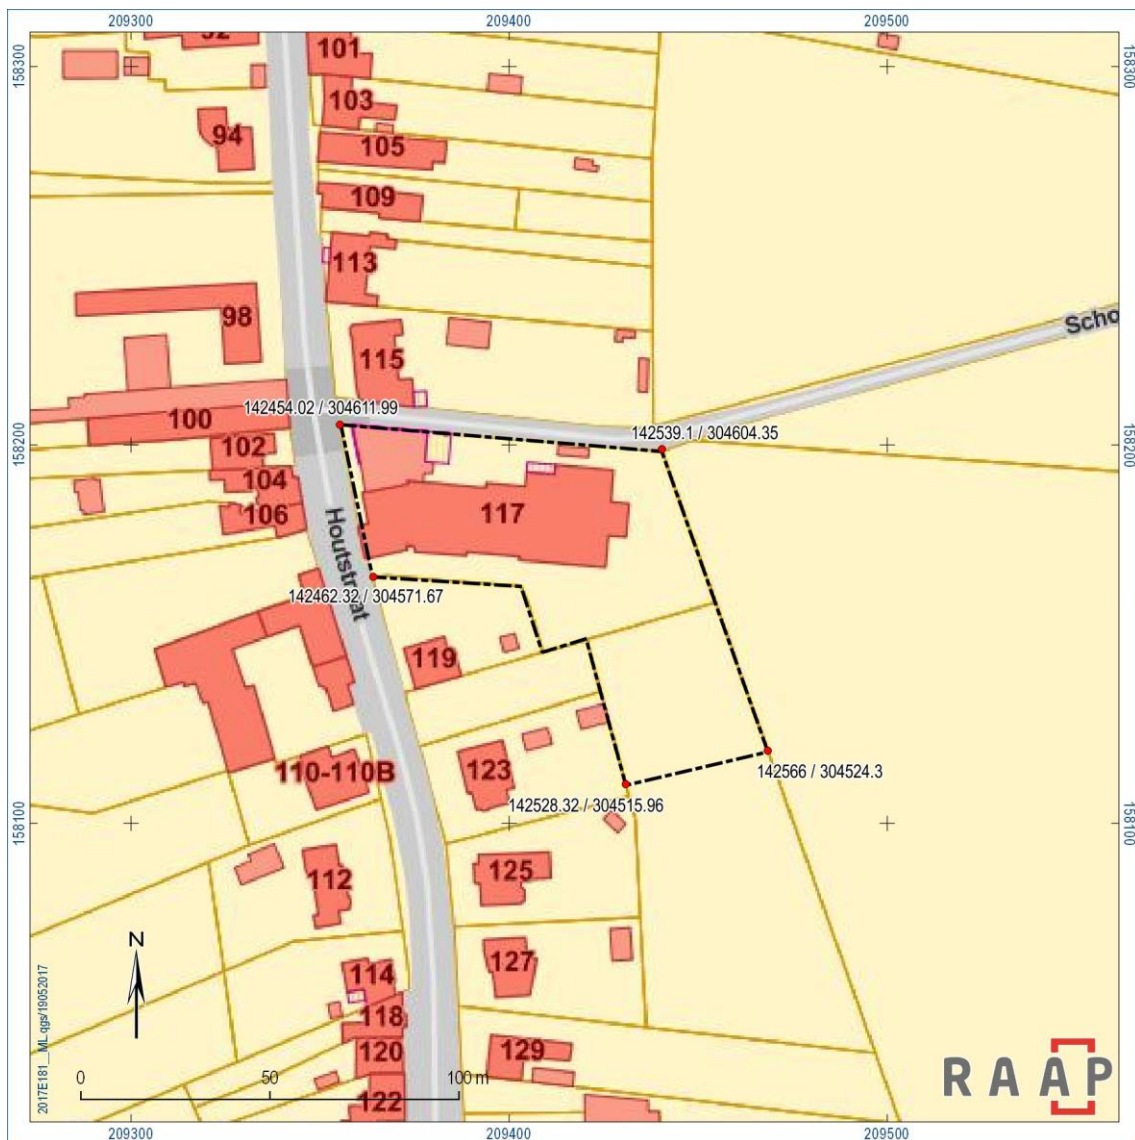 209300 209400 209500
158300 158300
92
101
103
94
105
109
113
98
115
Scho
142454.02 / 304611.99
100
158200 158200
142539.1 / 304604.35
102
104
106
117
Houtstraat
142462.32 / 304571.67
119
110-110B
123
142566 / 304524.3
142528.32 / 304515.96
158100 158100
112
125
127
N
114
118
120
129
122
2017E181_ML.qgs/19052017
0 50 100 m
RAAP
209300 209400 209500